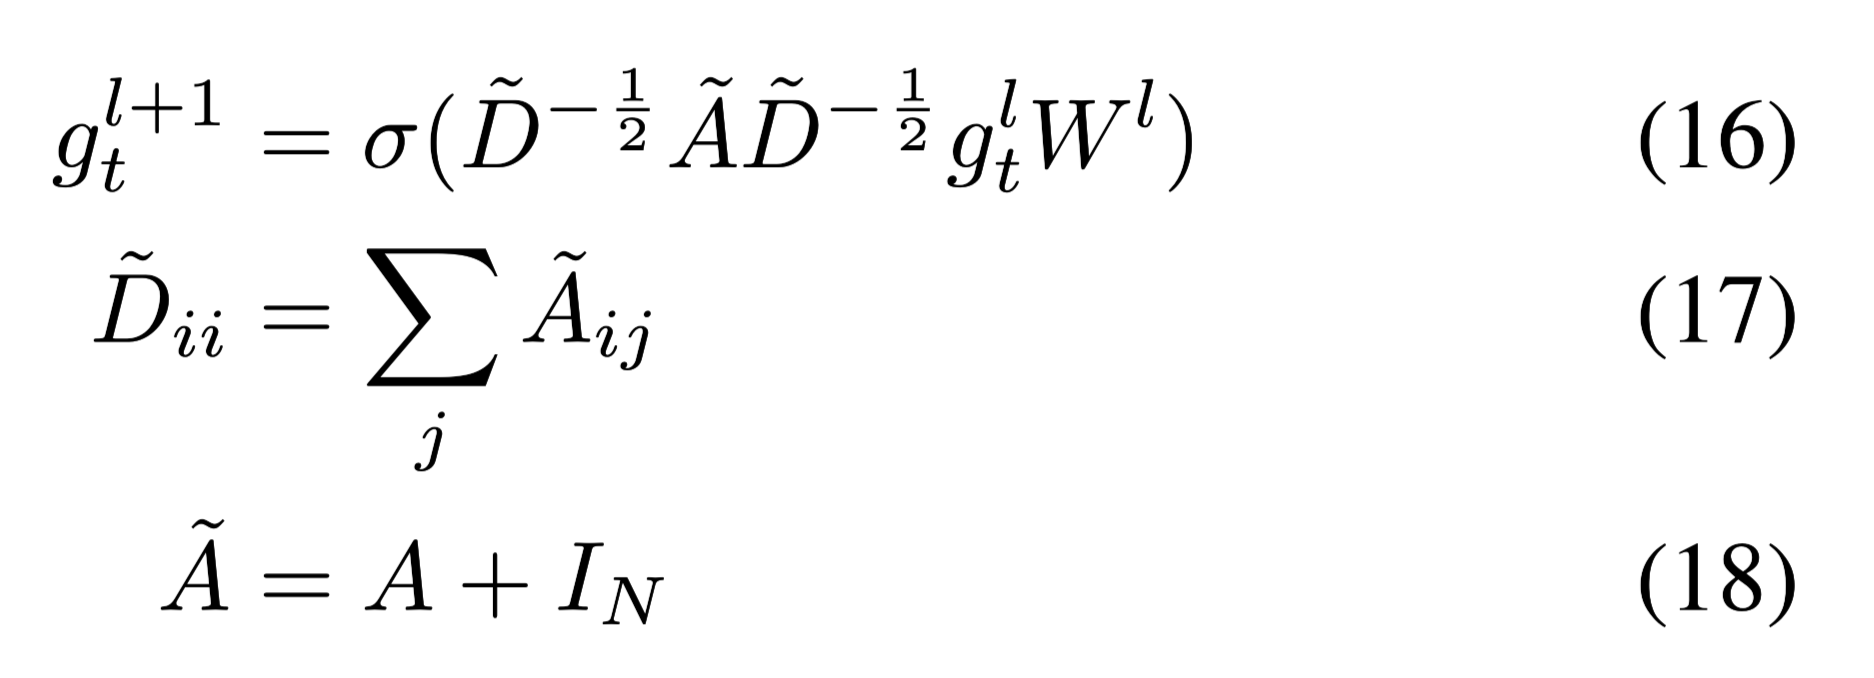 $g_t^{l+1} = \sigma(\tilde{D}^{-\frac{1}{2}} \tilde{A} \tilde{D}^{-\frac{1}{2}} g_t^l W^l)$ (16)
$\tilde{D}_{ii} = \sum_j \tilde{A}_{ij}$ (17)
$\tilde{A} = A + I_N$ (18)